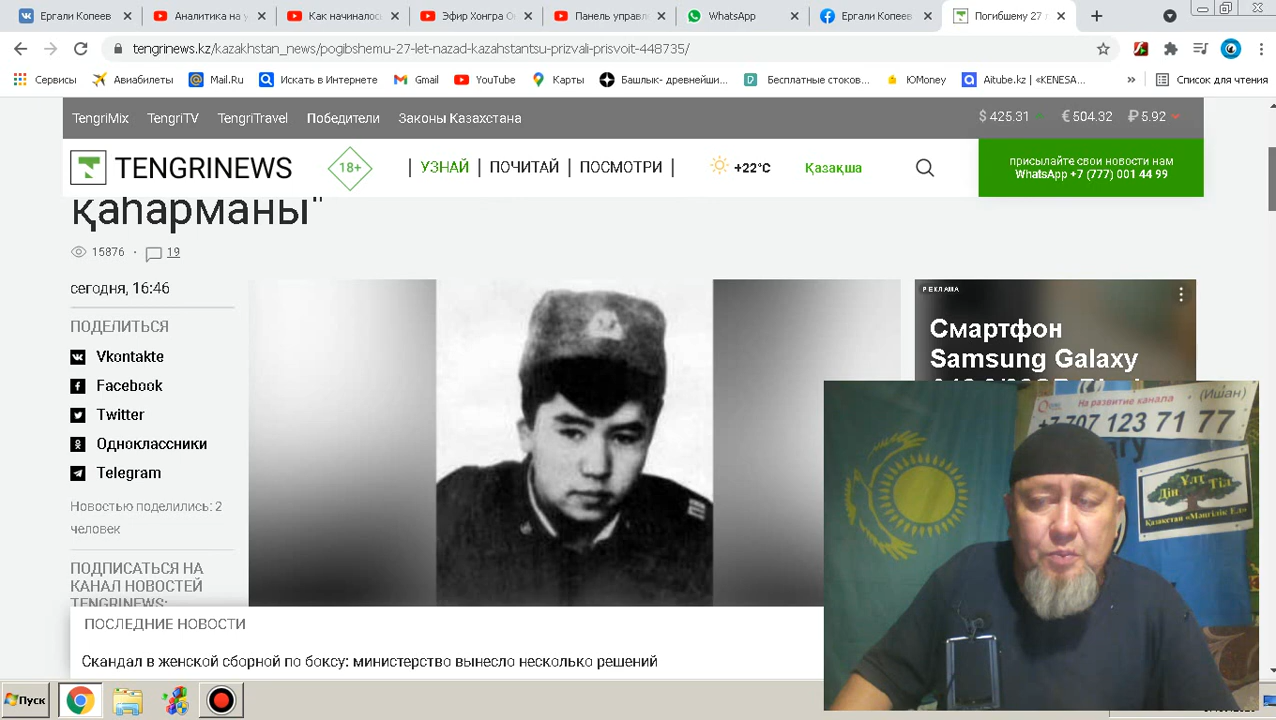 Ергали Копеев
Аналитика на у
Как начиналос
Эфир Хонгон О
Панель управл
WhatsApp
Ергали Копеев
Погибшему 27 л
tengrinews.kz/kazakhstan_news/pogibshemu-27-let-nazad-kazahstantsu-prizvali-prisvoit-448735/
Сервисы
Авиабилеты
Mail.Ru
Искать в Интернете
Gmail
YouTube
Карты
Башлык- древнейши...
Бесплатные стоков...
ЮMoney
Aitube.kz | «KENESA...
»
Список для чтения
TengriMix
TengriTV
TengriTravel
Победители
Законы Казахстана
$ 425.31
€ 504.32
₽ 5.92
TENGRINEWS
18+
УЗНАЙ
ПОЧИТАЙ
ПОСМОТРИ
+22°C
Қазақша
присылайте свои новости нам
WhatsApp +7 (777) 001 44 99
қаһарманы"
15876 · 19
сегодня, 16:46
ПОДЕЛИТЬСЯ
Vkontakte
Facebook
Twitter
Одноклассники
Telegram
Новостью поделились: 2
человек
ПОДПИСАТЬСЯ НА
КАНАЛ НОВОСТЕЙ
TENGRINEWS:
РЕКЛАМА
Смартфон
Samsung Galaxy
На развитие канала
(Ишан)
+7 707 123 71 77
Дін Ұлт Тіл
Қазақстан «Мәңгілік Ел»
ПОСЛЕДНИЕ НОВОСТИ
Скандал в женской сборной по боксу: министерство вынесло несколько решений
Пуск